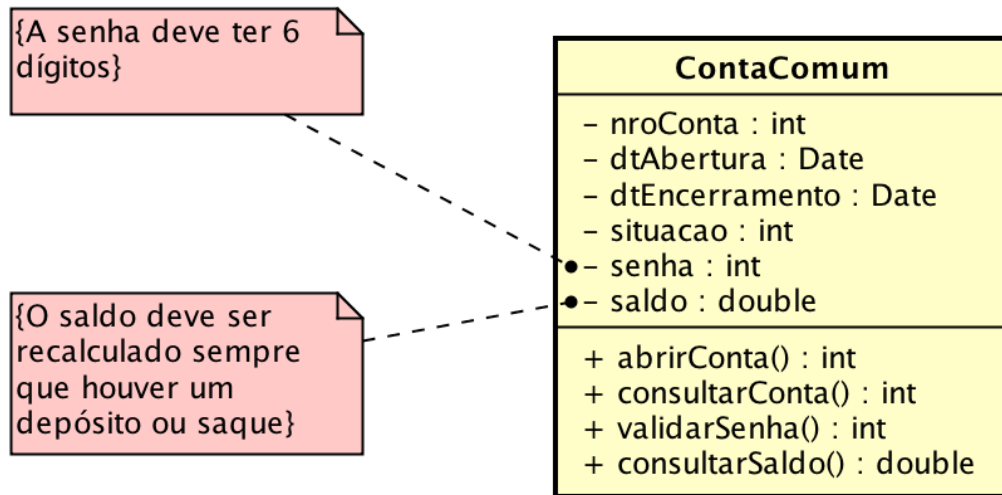 {A senha deve ter 6
dígitos}
{O saldo deve ser
recalculado sempre
que houver um
depósito ou saque}
ContaComum
- nroConta : int
- dtAbertura : Date
- dtEncerramento : Date
- situacao : int
- senha : int
- saldo : double
+ abrirConta() : int
+ consultarConta() : int
+ validarSenha() : int
+ consultarSaldo() : double